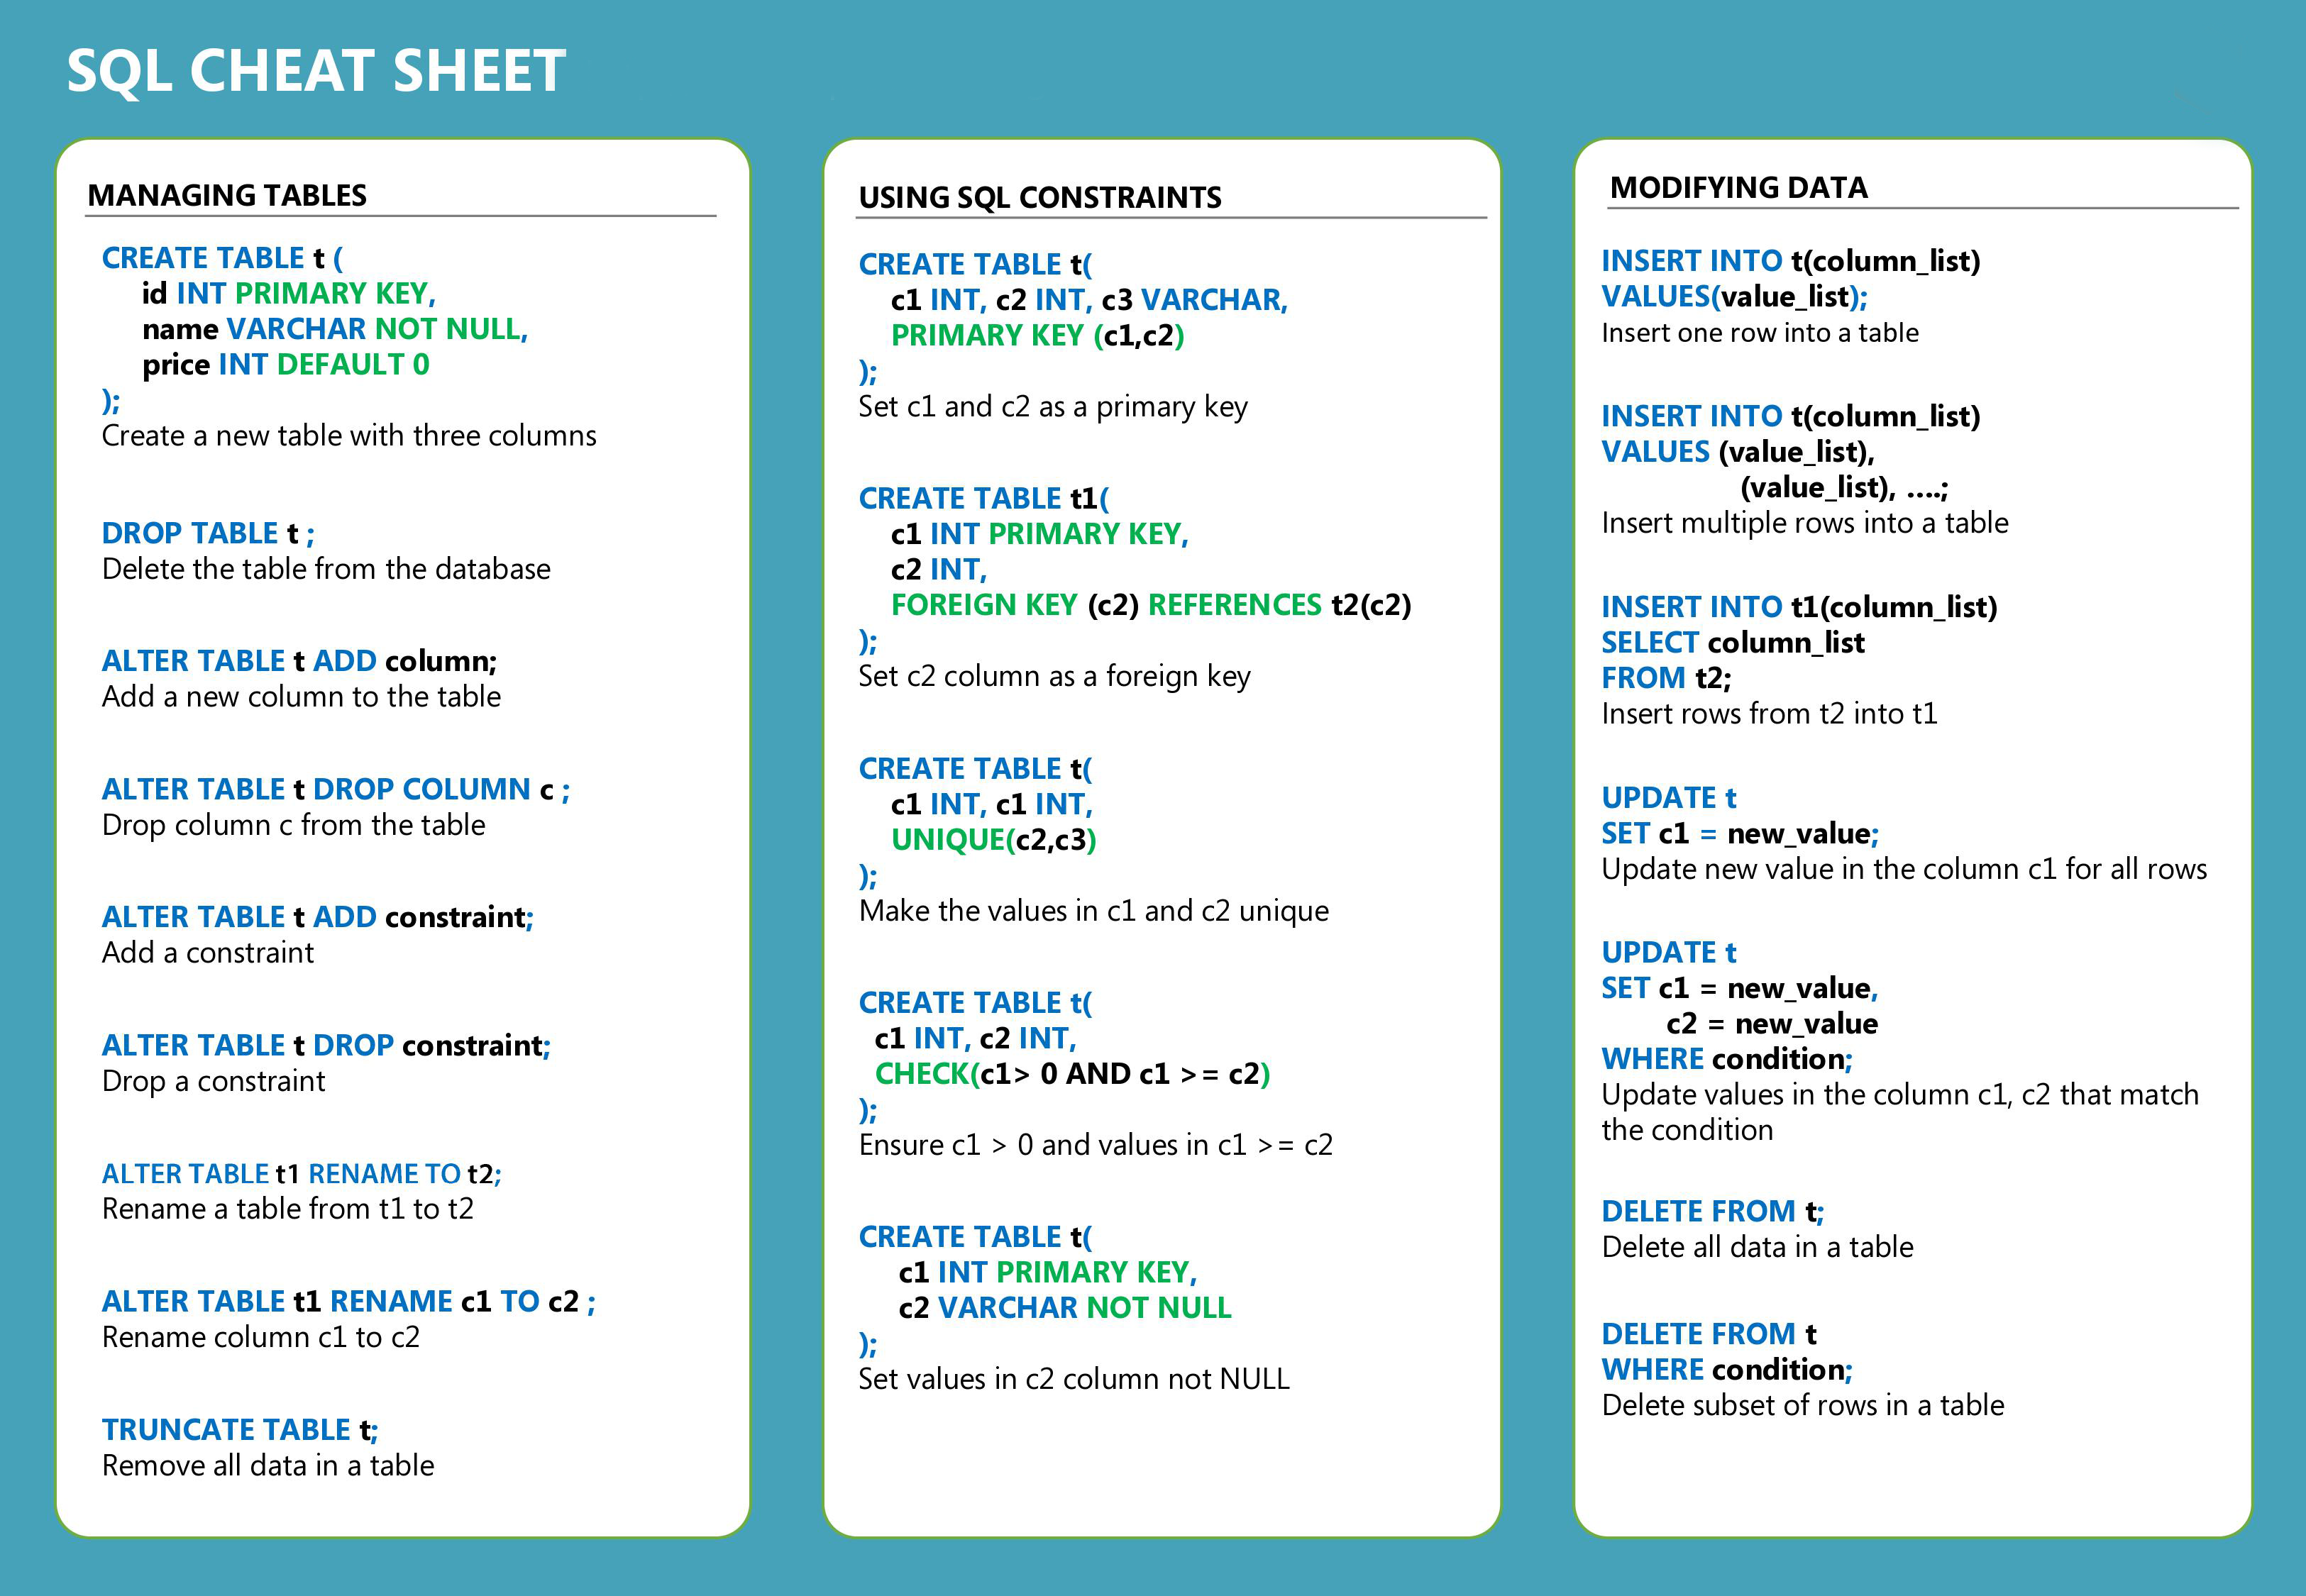 SQL CHEAT SHEET
MANAGING TABLES
CREATE TABLE t (
id INT PRIMARY KEY,
name VARCHAR NOT NULL,
price INT DEFAULT 0
);
Create a new table with three columns
DROP TABLE t ;
Delete the table from the database
ALTER TABLE t ADD column;
Add a new column to the table
ALTER TABLE t DROP COLUMN c ;
Drop column c from the table
ALTER TABLE t ADD constraint;
Add a constraint
ALTER TABLE t DROP constraint;
Drop a constraint
ALTER TABLE t1 RENAME TO t2;
Rename a table from t1 to t2
ALTER TABLE t1 RENAME c1 TO c2 ;
Rename column c1 to c2
TRUNCATE TABLE t;
Remove all data in a table
USING SQL CONSTRAINTS
CREATE TABLE t(
c1 INT, c2 INT, c3 VARCHAR,
PRIMARY KEY (c1,c2)
);
Set c1 and c2 as a primary key
CREATE TABLE t1(
c1 INT PRIMARY KEY,
c2 INT,
FOREIGN KEY (c2) REFERENCES t2(c2)
);
Set c2 column as a foreign key
CREATE TABLE t(
c1 INT, c1 INT,
UNIQUE(c2,c3)
);
Make the values in c1 and c2 unique
CREATE TABLE t(
c1 INT, c2 INT,
CHECK(c1> 0 AND c1 >= c2)
);
Ensure c1 > 0 and values in c1 >= c2
CREATE TABLE t(
c1 INT PRIMARY KEY,
c2 VARCHAR NOT NULL
);
Set values in c2 column not NULL
MODIFYING DATA
INSERT INTO t(column_list)
VALUES(value_list);
Insert one row into a table
INSERT INTO t(column_list)
VALUES (value_list),
(value_list), ….;
Insert multiple rows into a table
INSERT INTO t1(column_list)
SELECT column_list
FROM t2;
Insert rows from t2 into t1
UPDATE t
SET c1 = new_value;
Update new value in the column c1 for all rows
UPDATE t
SET c1 = new_value,
c2 = new_value
WHERE condition;
Update values in the column c1, c2 that match
the condition
DELETE FROM t;
Delete all data in a table
DELETE FROM t
WHERE condition;
Delete subset of rows in a table